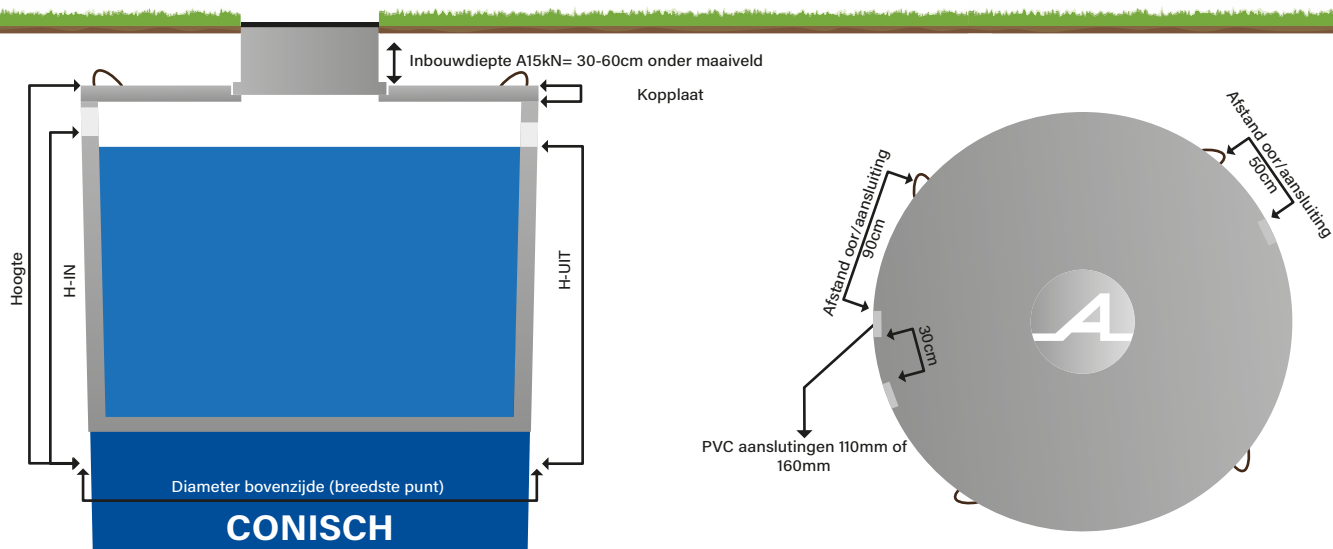 Inbouwdiepte A15kN= 30-60cm onder maaiveld
Kopplaat
Hoogte
H-IN
H-UIT
Diameter bovenzijde (breedste punt)
CONISCH
Afstand oor/aansluiting
90cm
Afstand oor/aansluiting
50cm
30cm
PVC aanslutingen 110mm of
160mm